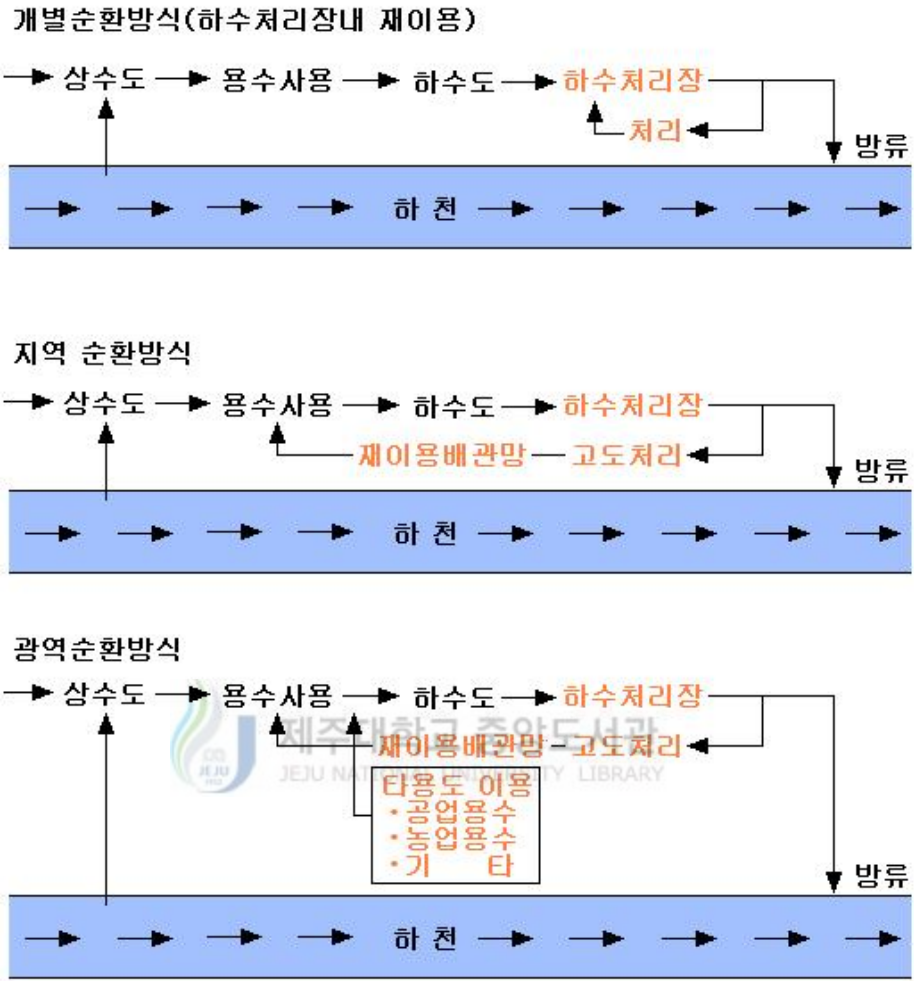 개별순환방식(하수처리장내 재이용)
상수도 용수사용 하수도 하수처리장
처리
방류
하 천
지역 순환방식
상수도 용수사용 하수도 하수처리장
재이용배관망 고도처리
방류
하 천
광역순환방식
상수도 용수사용 하수도 하수처리장
제주대학교 중앙도서관
재이용배관망 고도처리
JEJU NATIONAL UNIVERSITY LIBRARY
JEJU
1952
타용도 이용
•공업용수
•농업용수
•기 타
방류
하 천